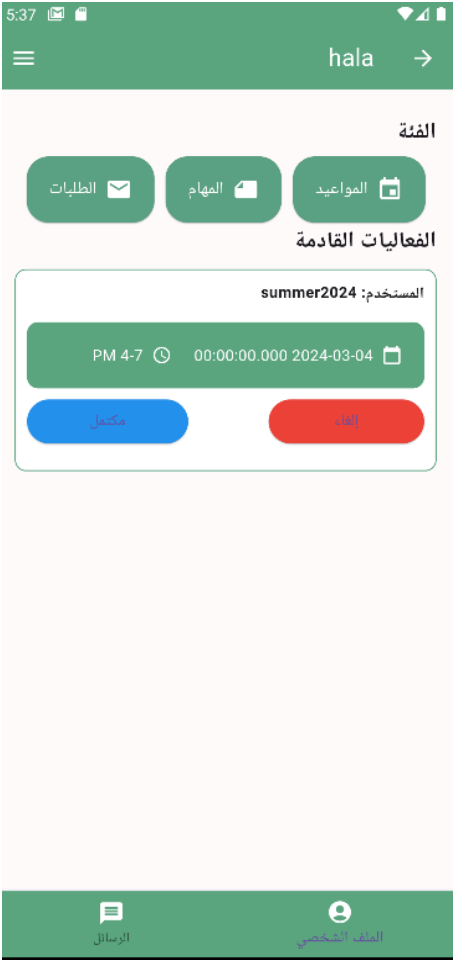 5:37
hala
الفئة
المواعيد المهام الطلبات
الفعاليات القادمة
المستخدم: summer2024
00:00:00.000 2024-03-04 PM 4-7
إلغاء مكتمل
الملف الشخصي الرسائل